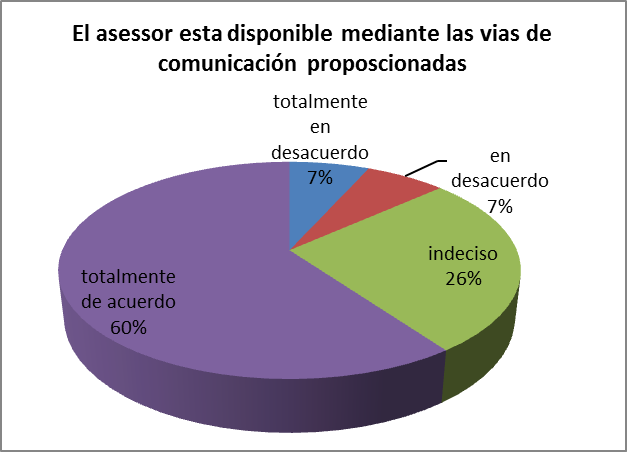 El asessor esta disponible mediante las vias de
comunicación proposcionadas
totalmente
en
desacuerdo
7%
en
desacuerdo
7%
indeciso
26%
totalmente
de acuerdo
60%